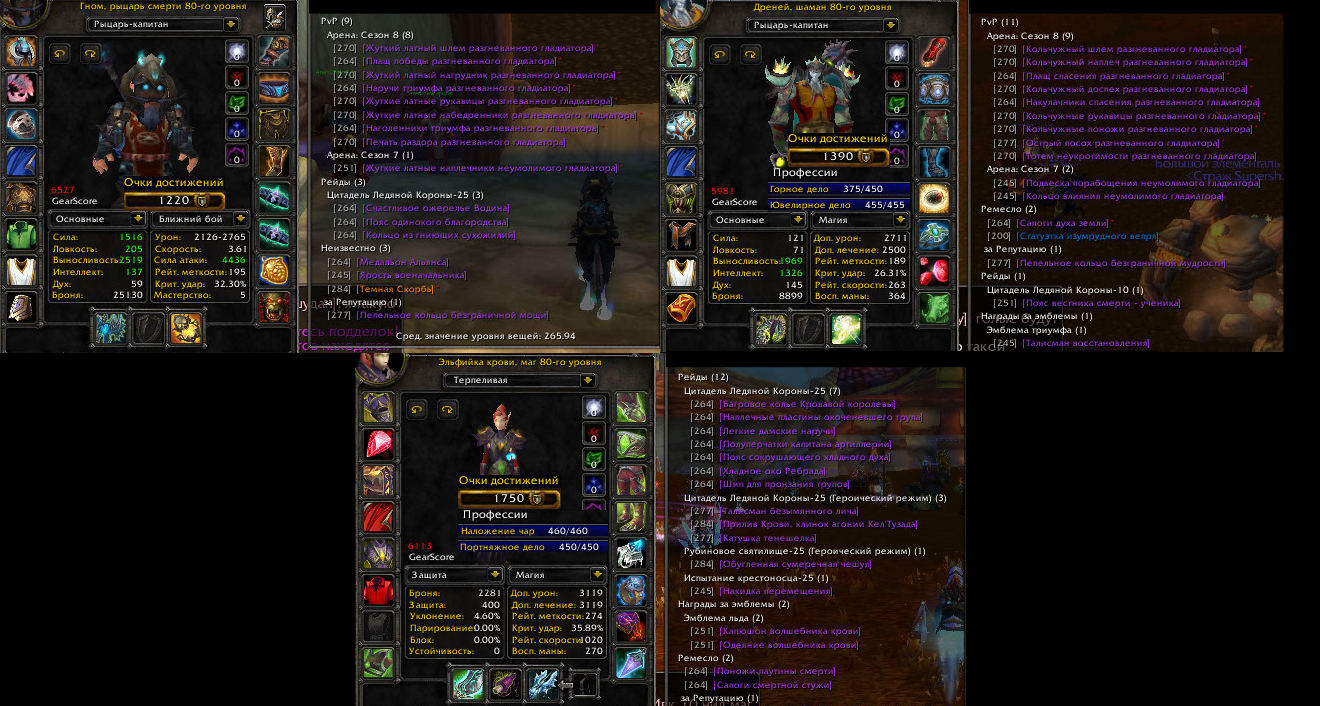 Гном, рыцарь смерти 80-го уровня
Рыцарь-капитан
Очки достижений
1220
6527
GearScore
Основные
Ближний бой
Сила: 1516
Ловкость: 205
Выносливость: 2519
Интеллект: 137
Дух: 59
Броня: 25130
Урон: 2126-2765
Скорость: 3.61
Сила атаки: 4436
Рейт. меткости: 195
Крит. удар: 32.30%
Мастерство: 5
PvP (9)
Арена: Сезон 8 (8)
[270] [Жуткий латный шлем разгневанного гладиатора]
[264] [Плащ победы разгневанного гладиатора]
[270] [Жуткий латный нагрудник разгневанного гладиатора]
[264] [Наручи триумфа разгневанного гладиатора]
[270] [Жуткие латные рукавицы разгневанного гладиатора]
[270] [Жуткие латные набедренники разгневанного гладиатора]
[264] [Наголенники триумфа разгневанного гладиатора]
[270] [Печать раздора разгневанного гладиатора]
Арена: Сезон 7 (1)
[251] [Жуткие латные наплечники неумолимого гладиатора]
Рейды (3)
Цитадель Ледяной Короны-25 (3)
[264] [Счастливое ожерелье Водина]
[264] [Пояс одинокого благородства]
[264] [Кольцо из гниющих сухожилий]
Неизвестно (3)
[264] [Медальон Альянса]
[245] [Ярость военачальника]
[284] [Темная Скорбь]
за Репутацию (1)
[277] [Пепельное кольцо безграничной мощи]
Сред. значение уровня вещей: 265.94
Дреней, шаман 80-го уровня
Рыцарь-капитан
Очки достижений
1390
Профессии
Горное дело 375/450
Ювелирное дело 455/455
5981
GearScore
Основные
Магия
Сила: 121
Ловкость: 71
Выносливость: 1969
Интеллект: 1326
Дух: 145
Броня: 8899
Доп. урон: 2711
Доп. лечение: 2500
Рейт. меткости: 189
Крит. удар: 26.31%
Рейт. скорости: 263
Восп. маны: 364
PvP (11)
Арена: Сезон 8 (9)
[270] [Кольчужный шлем разгневанного гладиатора]
[270] [Кольчужный наплеч разгневанного гладиатора]
[264] [Плащ спасения разгневанного гладиатора]
[270] [Кольчужный доспех разгневанного гладиатора]
[264] [Накулачники спасения разгневанного гладиатора]
[270] [Кольчужные рукавицы разгневанного гладиатора]
[270] [Кольчужные поножи разгневанного гладиатора]
[277] [Острый посох разгневанного гладиатора]
[270] [Тотем неукротимости разгневанного гладиатора]
Арена: Сезон 7 (2)
[245] [Подвеска порабощения неумолимого гладиатора]
[245] [Кольцо влияния неумолимого гладиатора]
Ремесло (2)
[264] [Сапоги духа земли]
[200] [Статуэтка изумрудного вепря]
за Репутацию (1)
[277] [Пепельное кольцо безграничной мудрости]
Рейды (1)
Цитадель Ледяной Короны-10 (1)
[251] [Пояс вестника смерти - ученика]
Награды за эмблемы (1)
Эмблема триумфа (1)
[245] [Талисман восстановления]
Эльфийка крови, маг 80-го уровня
Терпеливая
Очки достижений
1750
Профессии
Наложение чар 460/460
Портняжное дело 450/450
6113
GearScore
Защита
Магия
Броня: 2281
Защита: 400
Уклонение: 4.60%
Парирование: 0.00%
Блок: 0.00%
Устойчивость: 0
Доп. урон: 3119
Доп. лечение: 3119
Рейт. меткости: 274
Крит. удар: 35.89%
Рейт. скорости: 1020
Восп. маны: 270
Рейды (12)
Цитадель Ледяной Короны-25 (7)
[264] [Багровое колье Кровавой королевы]
[264] [Наплечные пластины окоченевшего трупа]
[264] [Легкие дамские наручи]
[264] [Полуперчатки капитана артиллерии]
[264] [Пояс сокрушающего хладного духа]
[264] [Хладное око Ребрада]
[264] [Шип для пронзания трупов]
Цитадель Ледяной Короны-25 (Героический режим) (3)
[277] [Талисман безымянного лича]
[284] [Прилив Крови, клинок агонии Кел'Тузада]
[277] [Катушка тенешелка]
Рубиновое святилище-25 (Героический режим) (1)
[284] [Обугленная сумеречная чешуя]
Испытание крестоносца-25 (1)
[245] [Накидка перемещения]
Награды за эмблемы (2)
Эмблема льда (2)
[251] [Капюшон волшебника крови]
[251] [Одеяние волшебника крови]
Ремесло (2)
[264] [Поножи паутины смерти]
[264] [Сапоги смертной стужи]
за Репутацию (1)